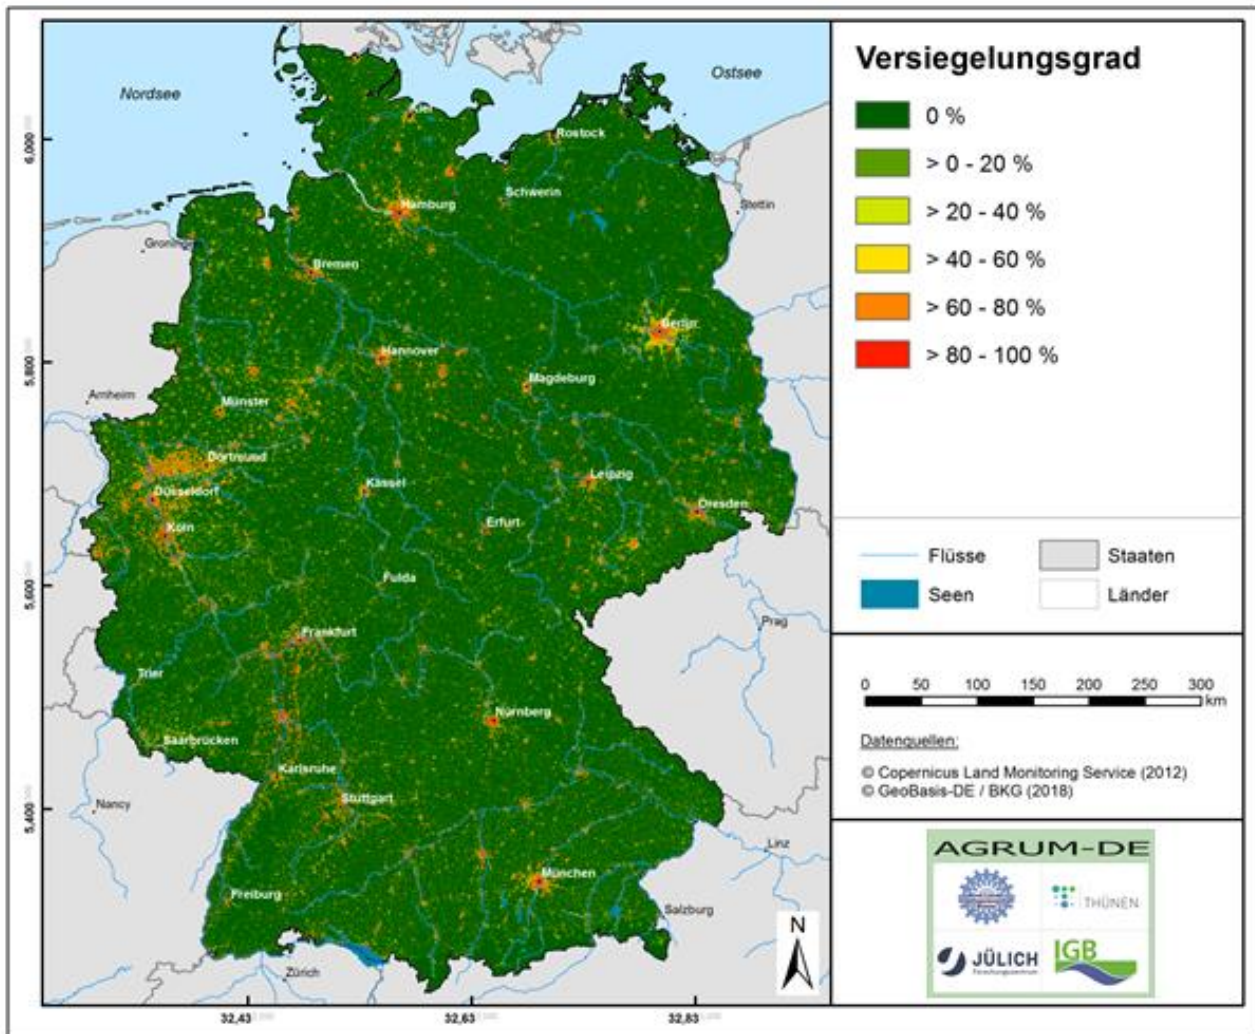 Nordsee
Ostsee
Kiel
Rostock
Schwerin
Stettin
Hamburg
Groningen
Bremen
Berlin
Hannover
Magdeburg
Arnheim
Münster
Dortmund
Düsseldorf
Kassel
Leipzig
Dresden
Köln
Erfurt
Fulda
Prag
Frankfurt
Trier
Nürnberg
Saarbrücken
Karlsruhe
Stuttgart
Nancy
Linz
München
Freiburg
Salzburg
Zürich
N
6,000
5,800
5,600
5,400
32,43
32,63
32,83
Versiegelungsgrad
0 %
> 0 - 20 %
> 20 - 40 %
> 40 - 60 %
> 60 - 80 %
> 80 - 100 %
Flüsse
Staaten
Seen
Länder
0 50 100 150 200 250 300
km
Datenquellen:
© Copernicus Land Monitoring Service (2012)
© GeoBasis-DE / BKG (2018)
AGRUM-DE
THÜNEN
JÜLICH
Forschungszentrum
IGB